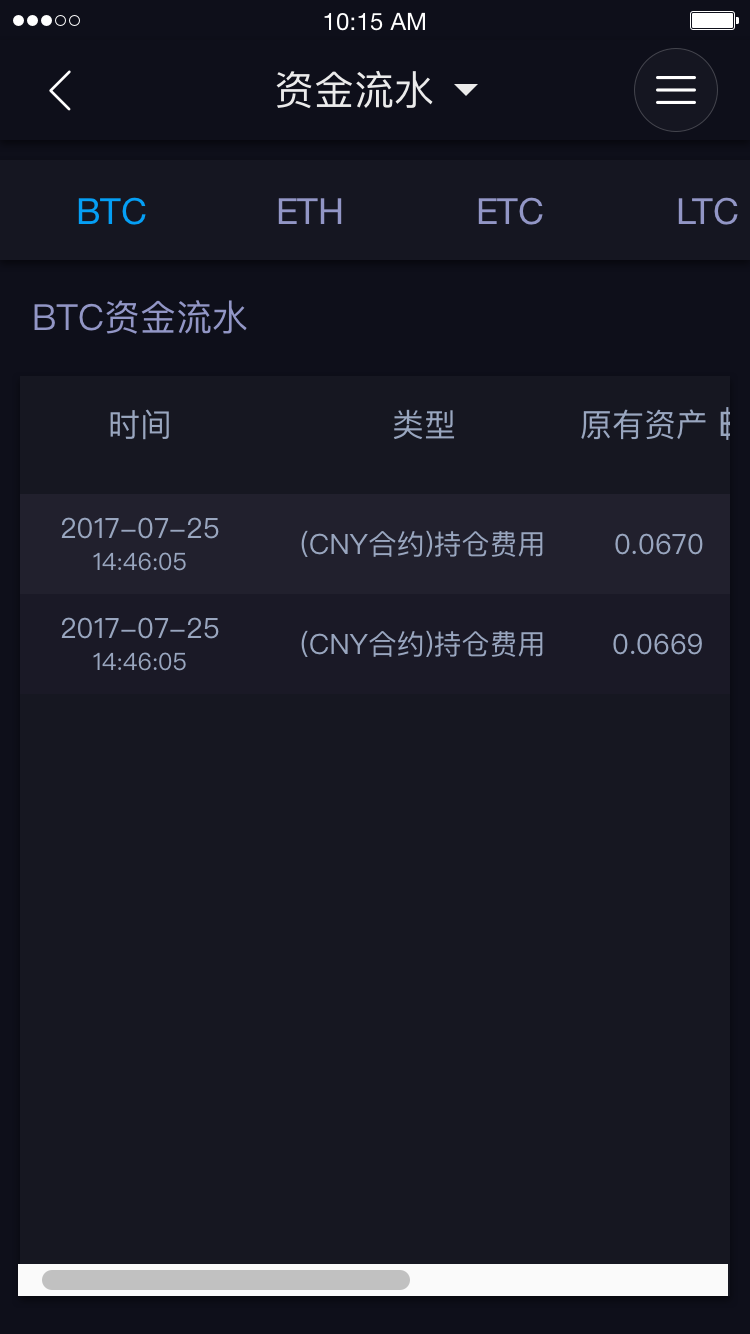 10:15 AM
资金流水
BTC ETH ETC LTC
BTC资金流水
时间 类型 原有资产
2017-07-25
14:46:05
(CNY合约)持仓费用 0.0670
2017-07-25
14:46:05
(CNY合约)持仓费用 0.0669